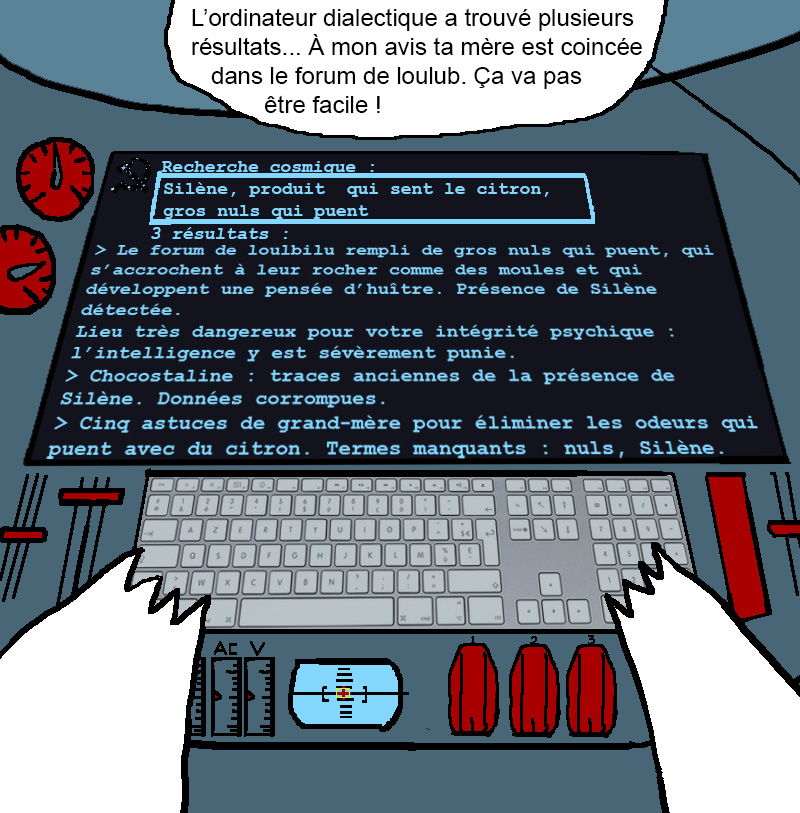 L'ordinateur dialectique a trouvé plusieurs
résultats... À mon avis ta mère est coincée
dans le forum de loulub. Ça va pas
être facile !
Recherche cosmique :
Silène, produit qui sent le citron,
gros nuls qui puent
3 résultats :
> Le forum de loulbilu rempli de gros nuls qui puent, qui
s'accrochent à leur rocher comme des moules et qui
développent une pensée d'huître. Présence de Silène
détectée.
Lieu très dangereux pour votre intégrité psychique :
l'intelligence y est sévèrement punie.
> Chocostaline : traces anciennes de la présence de
Silène. Données corrompues.
> Cinq astuces de grand-mère pour éliminer les odeurs qui
puent avec du citron. Termes manquants : nuls, Silène.
A Z E R T Y U I O P
Q S D F G H J K L M
W X C V B N
AC V
1 2 3